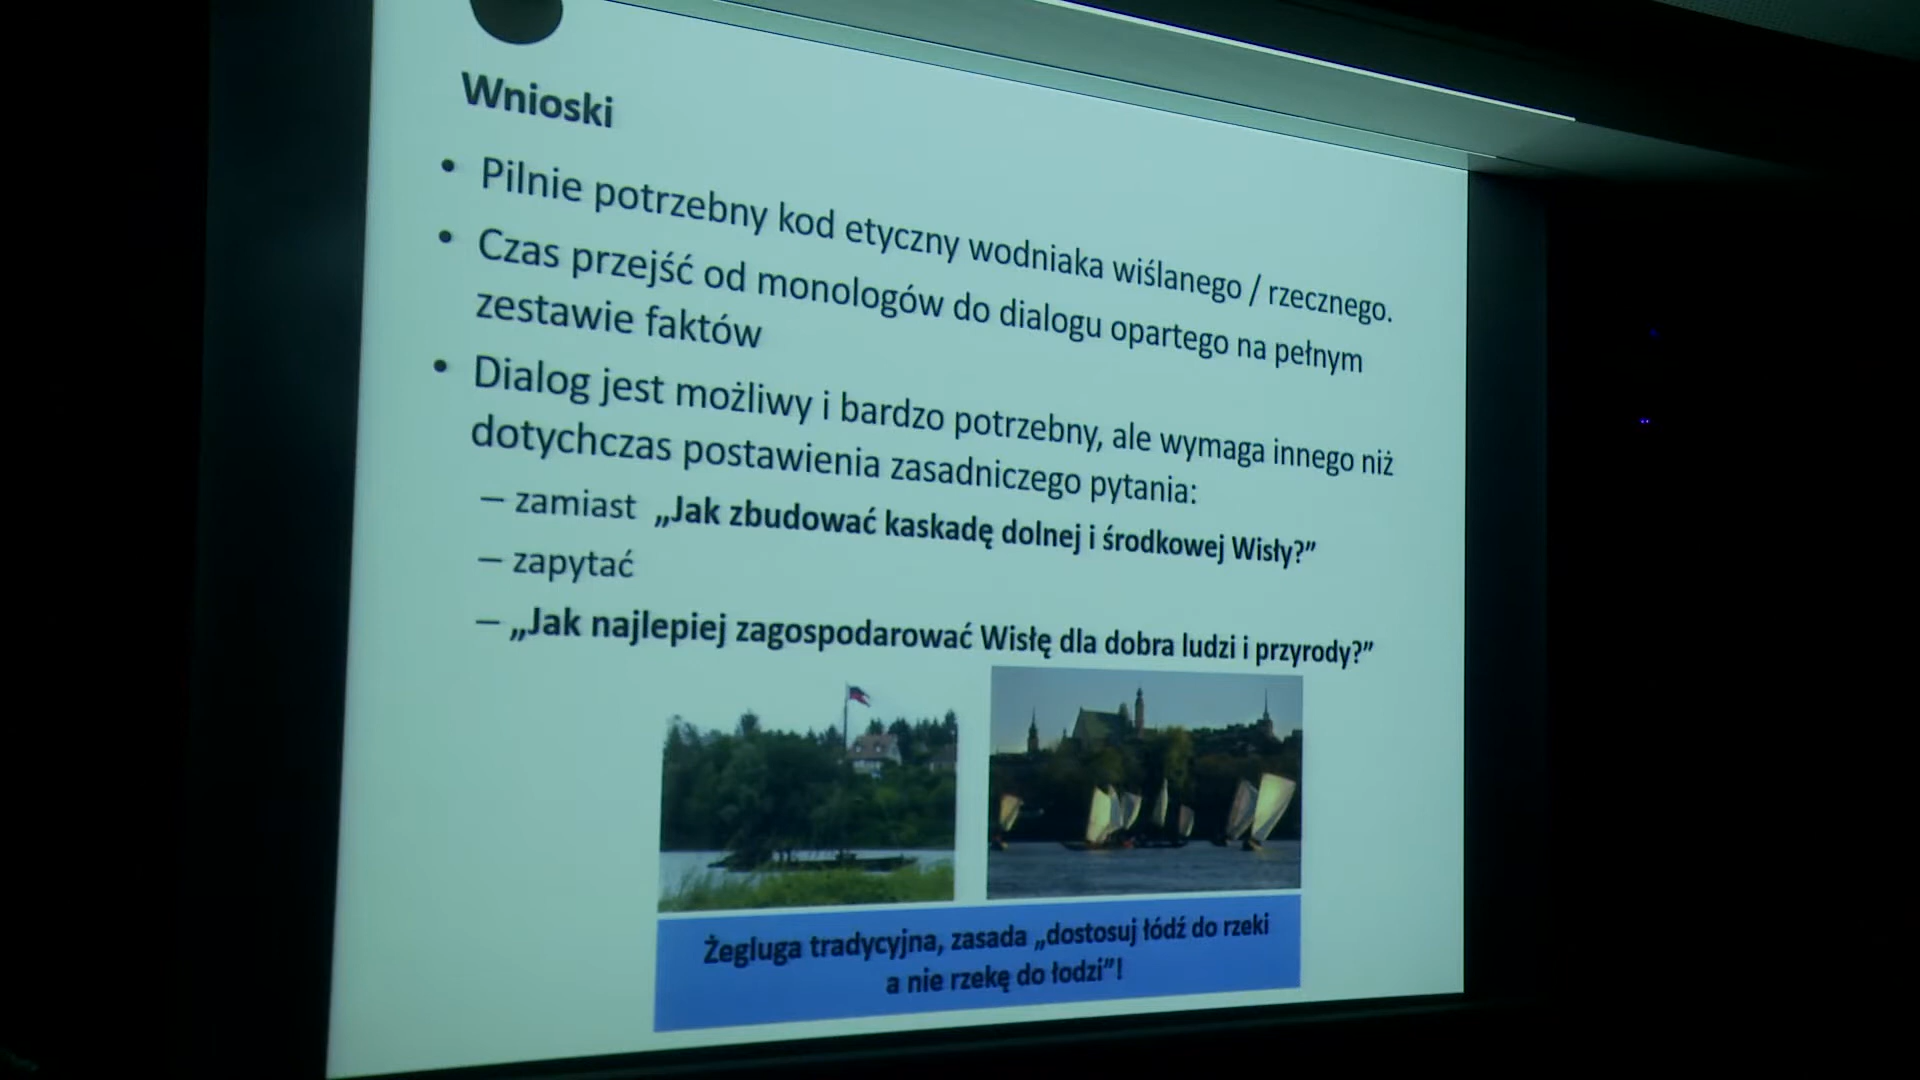 Wnioski
• Pilnie potrzebny kod etyczny wodniaka wiślanego / rzecznego.
• Czas przejść od monologów do dialogu opartego na pełnym
zestawie faktów
• Dialog jest możliwy i bardzo potrzebny, ale wymaga innego niż
dotychczas postawienia zasadniczego pytania:
– zamiast „Jak zbudować kaskadę dolnej i środkowej Wisły?”
– zapytać
– „Jak najlepiej zagospodarować Wisłę dla dobra ludzi i przyrody?”
Żegluga tradycyjna, zasada „dostosuj łódź do rzeki
a nie rzekę do łodzi”!